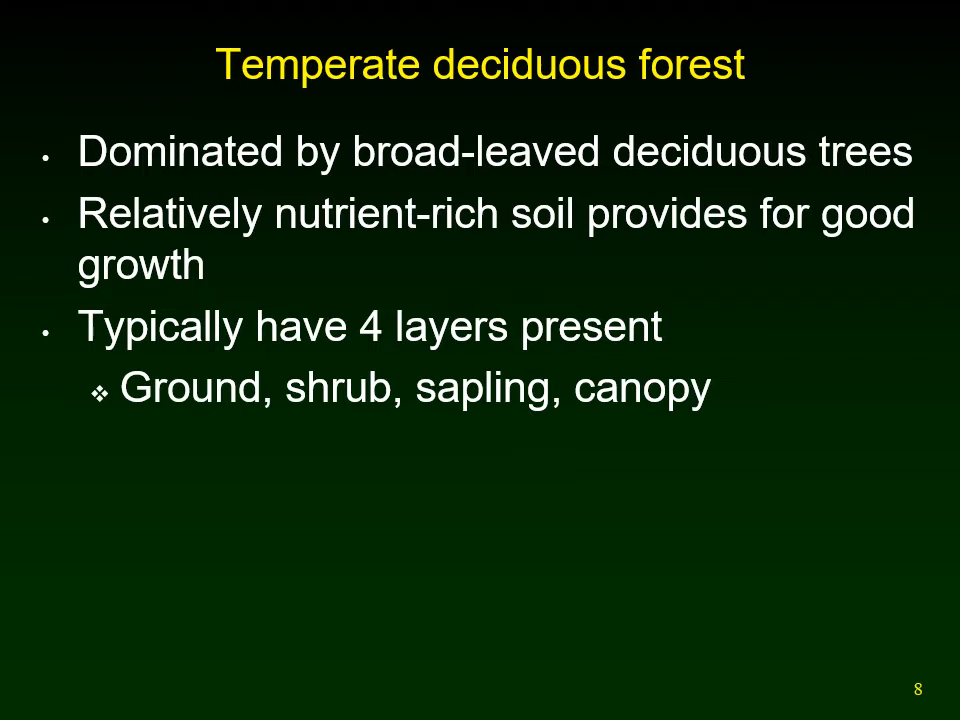 Temperate deciduous forest
• Dominated by broad-leaved deciduous trees
• Relatively nutrient-rich soil provides for good
growth
• Typically have 4 layers present
❖ Ground, shrub, sapling, canopy
8